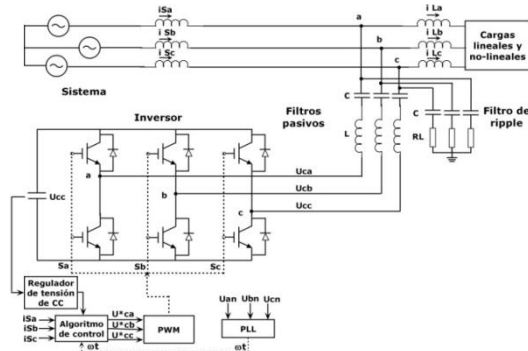 iSa
i Sb
i Sc
a
b
c
i La
i Lb
i Lc
Cargas
lineales y
no-lineales
Sistema
Inversor
Filtros
pasivos
C
L
C
RL
Filtro de
ripple
Ucc
a
b
c
Uca
Ucb
Ucc
Sa
Sb
Sc
Regulador
de tensión
de CC
iSa
iSb
iSc
Algoritmo
de control
U*ca
U*cb
U*cc
PWM
Uan
Ubn
Ucn
PLL
ωt
ωt